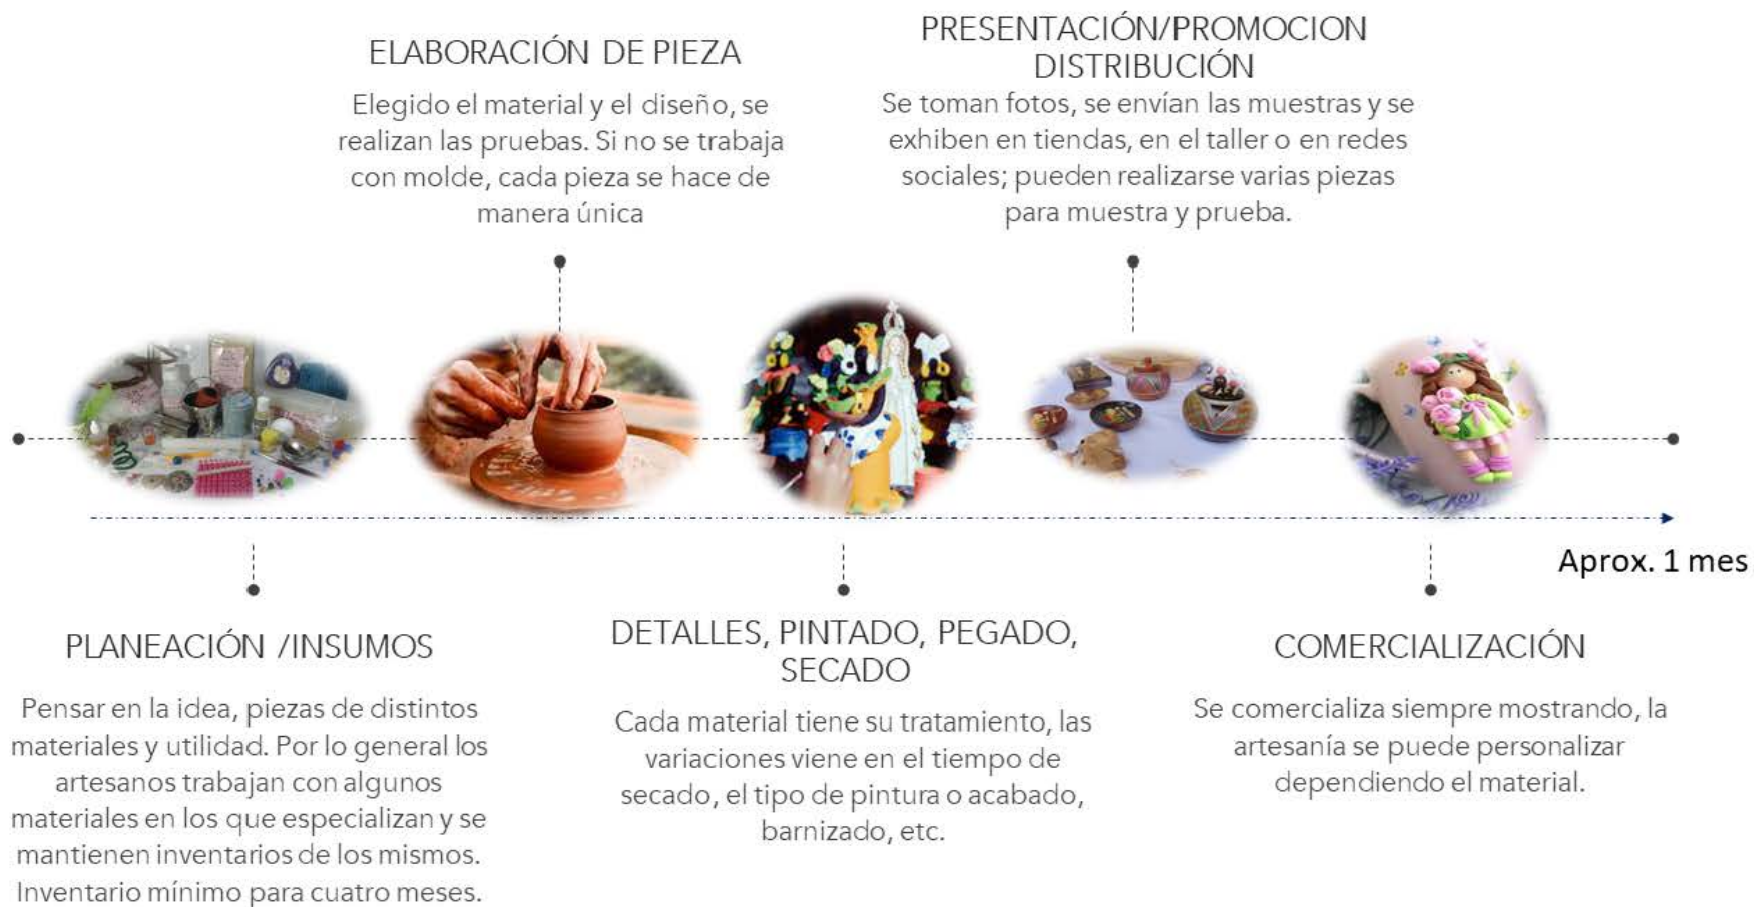 ELABORACIÓN DE PIEZA
Elegido el material y el diseño, se
realizan las pruebas. Si no se trabaja
con molde, cada pieza se hace de
manera única
PRESENTACIÓN/PROMOCION
DISTRIBUCIÓN
Se toman fotos, se envían las muestras y se
exhiben en tiendas, en el taller o en redes
sociales; pueden realizarse varias piezas
para muestra y prueba.
Aprox. 1 mes
PLANEACIÓN /INSUMOS
Pensar en la idea, piezas de distintos
materiales y utilidad. Por lo general los
artesanos trabajan con algunos
materiales en los que especializan y se
mantienen inventarios de los mismos.
Inventario mínimo para cuatro meses.
DETALLES, PINTADO, PEGADO,
SECADO
Cada material tiene su tratamiento, las
variaciones viene en el tiempo de
secado, el tipo de pintura o acabado,
barnizado, etc.
COMERCIALIZACIÓN
Se comercializa siempre mostrando, la
artesanía se puede personalizar
dependiendo el material.